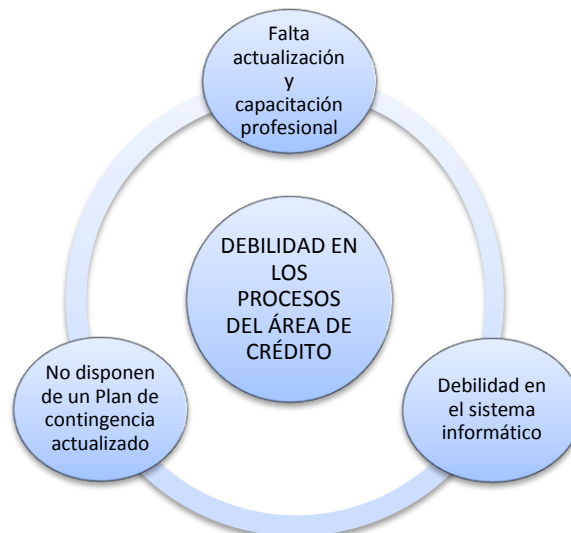 Falta
actualización
y
capacitación
profesional
DEBILIDAD EN
LOS
PROCESOS
DEL ÁREA DE
CRÉDITO
No disponen
de un Plan de
contingencia
actualizado
Debilidad en
el sistema
informático